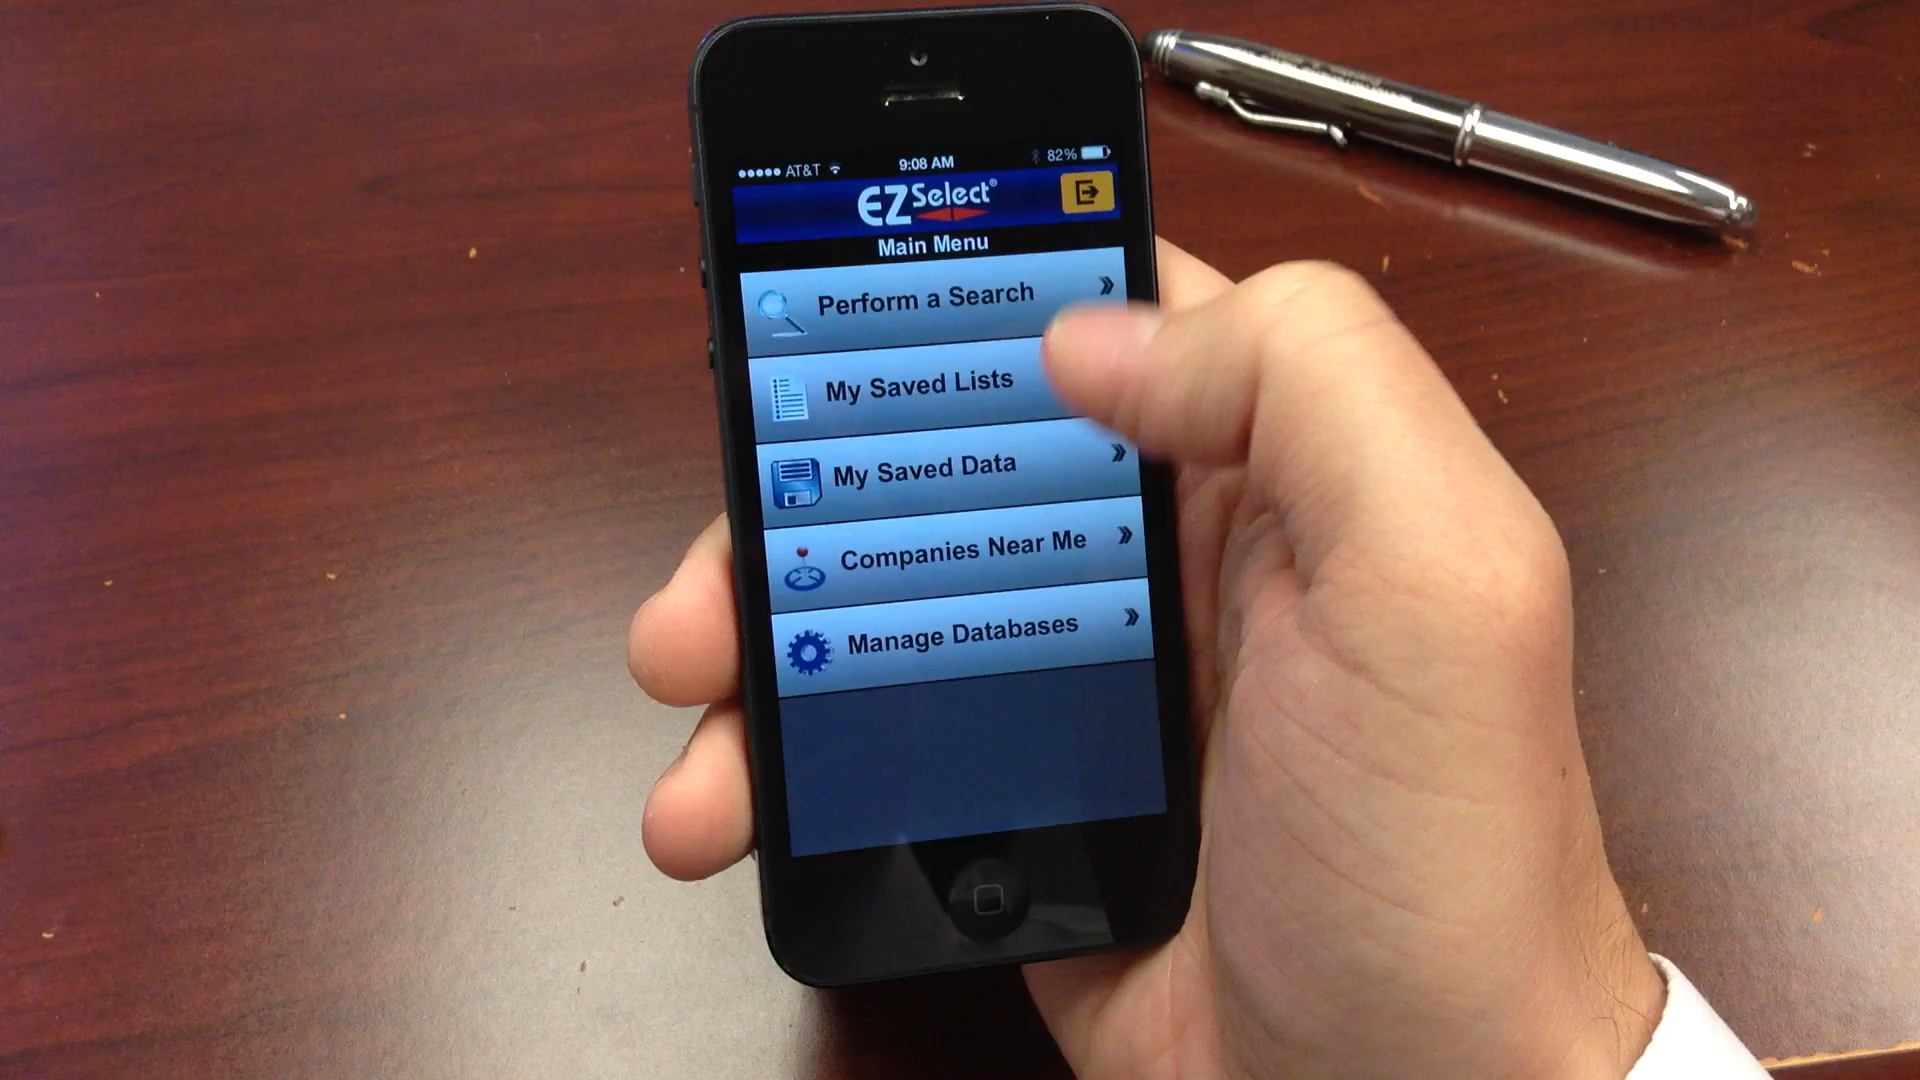 AT&T 9:08 AM 82%
EZSelect®
Main Menu
Perform a Search
My Saved Lists
My Saved Data
Companies Near Me
Manage Databases